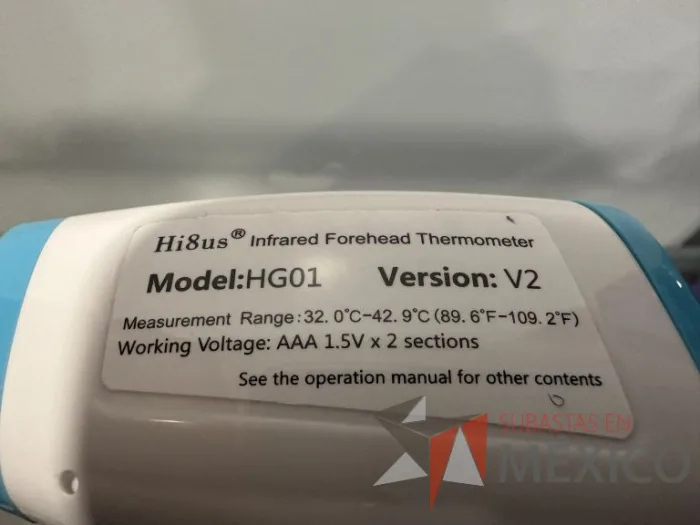 Hi8us® Infrared Forehead Thermometer
Model:HG01 Version: V2
Measurement Range:32. 0℃-42. 9℃(89. 6℉-109. 2℉)
Working Voltage: AAA 1.5V x 2 sections
See the operation manual for other contents
SUBASTAS EN
MÉXICO